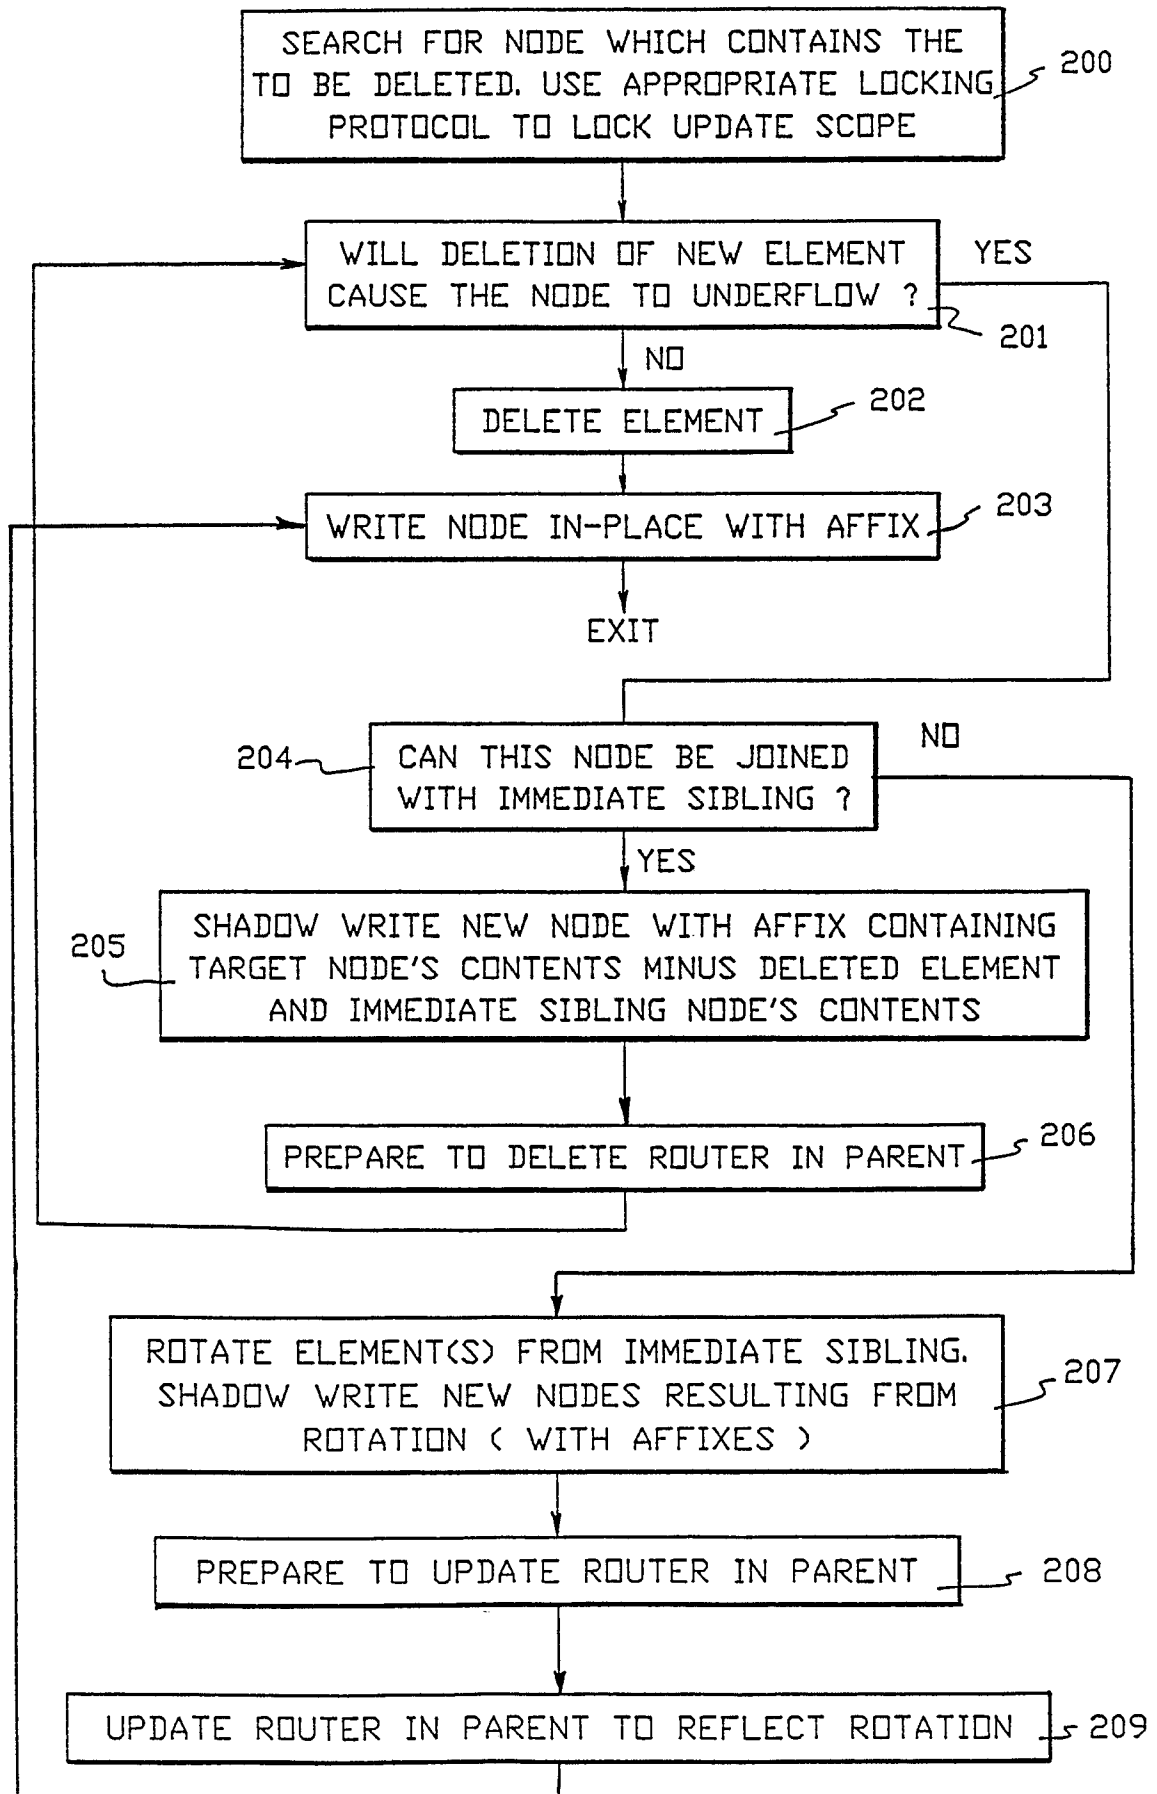 SEARCH FOR NODE WHICH CONTAINS THE
TO BE DELETED. USE APPROPRIATE LOCKING
PROTOCOL TO LOCK UPDATE SCOPE
200
WILL DELETION OF NEW ELEMENT
CAUSE THE NODE TO UNDERFLOW ?
YES
201
NO
DELETE ELEMENT
202
WRITE NODE IN-PLACE WITH AFFIX
203
EXIT
204
CAN THIS NODE BE JOINED
WITH IMMEDIATE SIBLING ?
NO
YES
205
SHADOW WRITE NEW NODE WITH AFFIX CONTAINING
TARGET NODE'S CONTENTS MINUS DELETED ELEMENT
AND IMMEDIATE SIBLING NODE'S CONTENTS
PREPARE TO DELETE ROUTER IN PARENT
206
ROTATE ELEMENT(S) FROM IMMEDIATE SIBLING.
SHADOW WRITE NEW NODES RESULTING FROM
ROTATION ( WITH AFFIXES )
207
PREPARE TO UPDATE ROUTER IN PARENT
208
UPDATE ROUTER IN PARENT TO REFLECT ROTATION
209